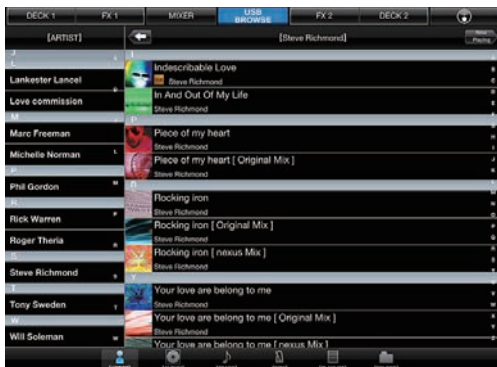 DECK 1 FX 1 MIXER USB BROWSE FX 2 DECK 2
[ARTIST] [Steve Richmond] Now Playing
J
L
Lankester Lancel
Love commission
M
Marc Freeman
Michelle Norman
P
Phil Gordon
R
Rick Warren
Roger Theria
S
Steve Richmond
T
Tony Sweden
W
Will Soleman
I
Indescribable Love
Steve Richmond
In And Out Of My Life
Steve Richmond
P
Piece of my heart
Steve Richmond
Piece of my heart [ Original Mix ]
Steve Richmond
R
Rocking iron
Steve Richmond
Rocking iron [ Original Mix ]
Steve Richmond
Rocking iron [ nexus Mix ]
Steve Richmond
Y
Your love are belong to me
Steve Richmond
Your love are belong to me [ Original Mix ]
Steve Richmond
Your love are belong to me [ nexus Mix ]